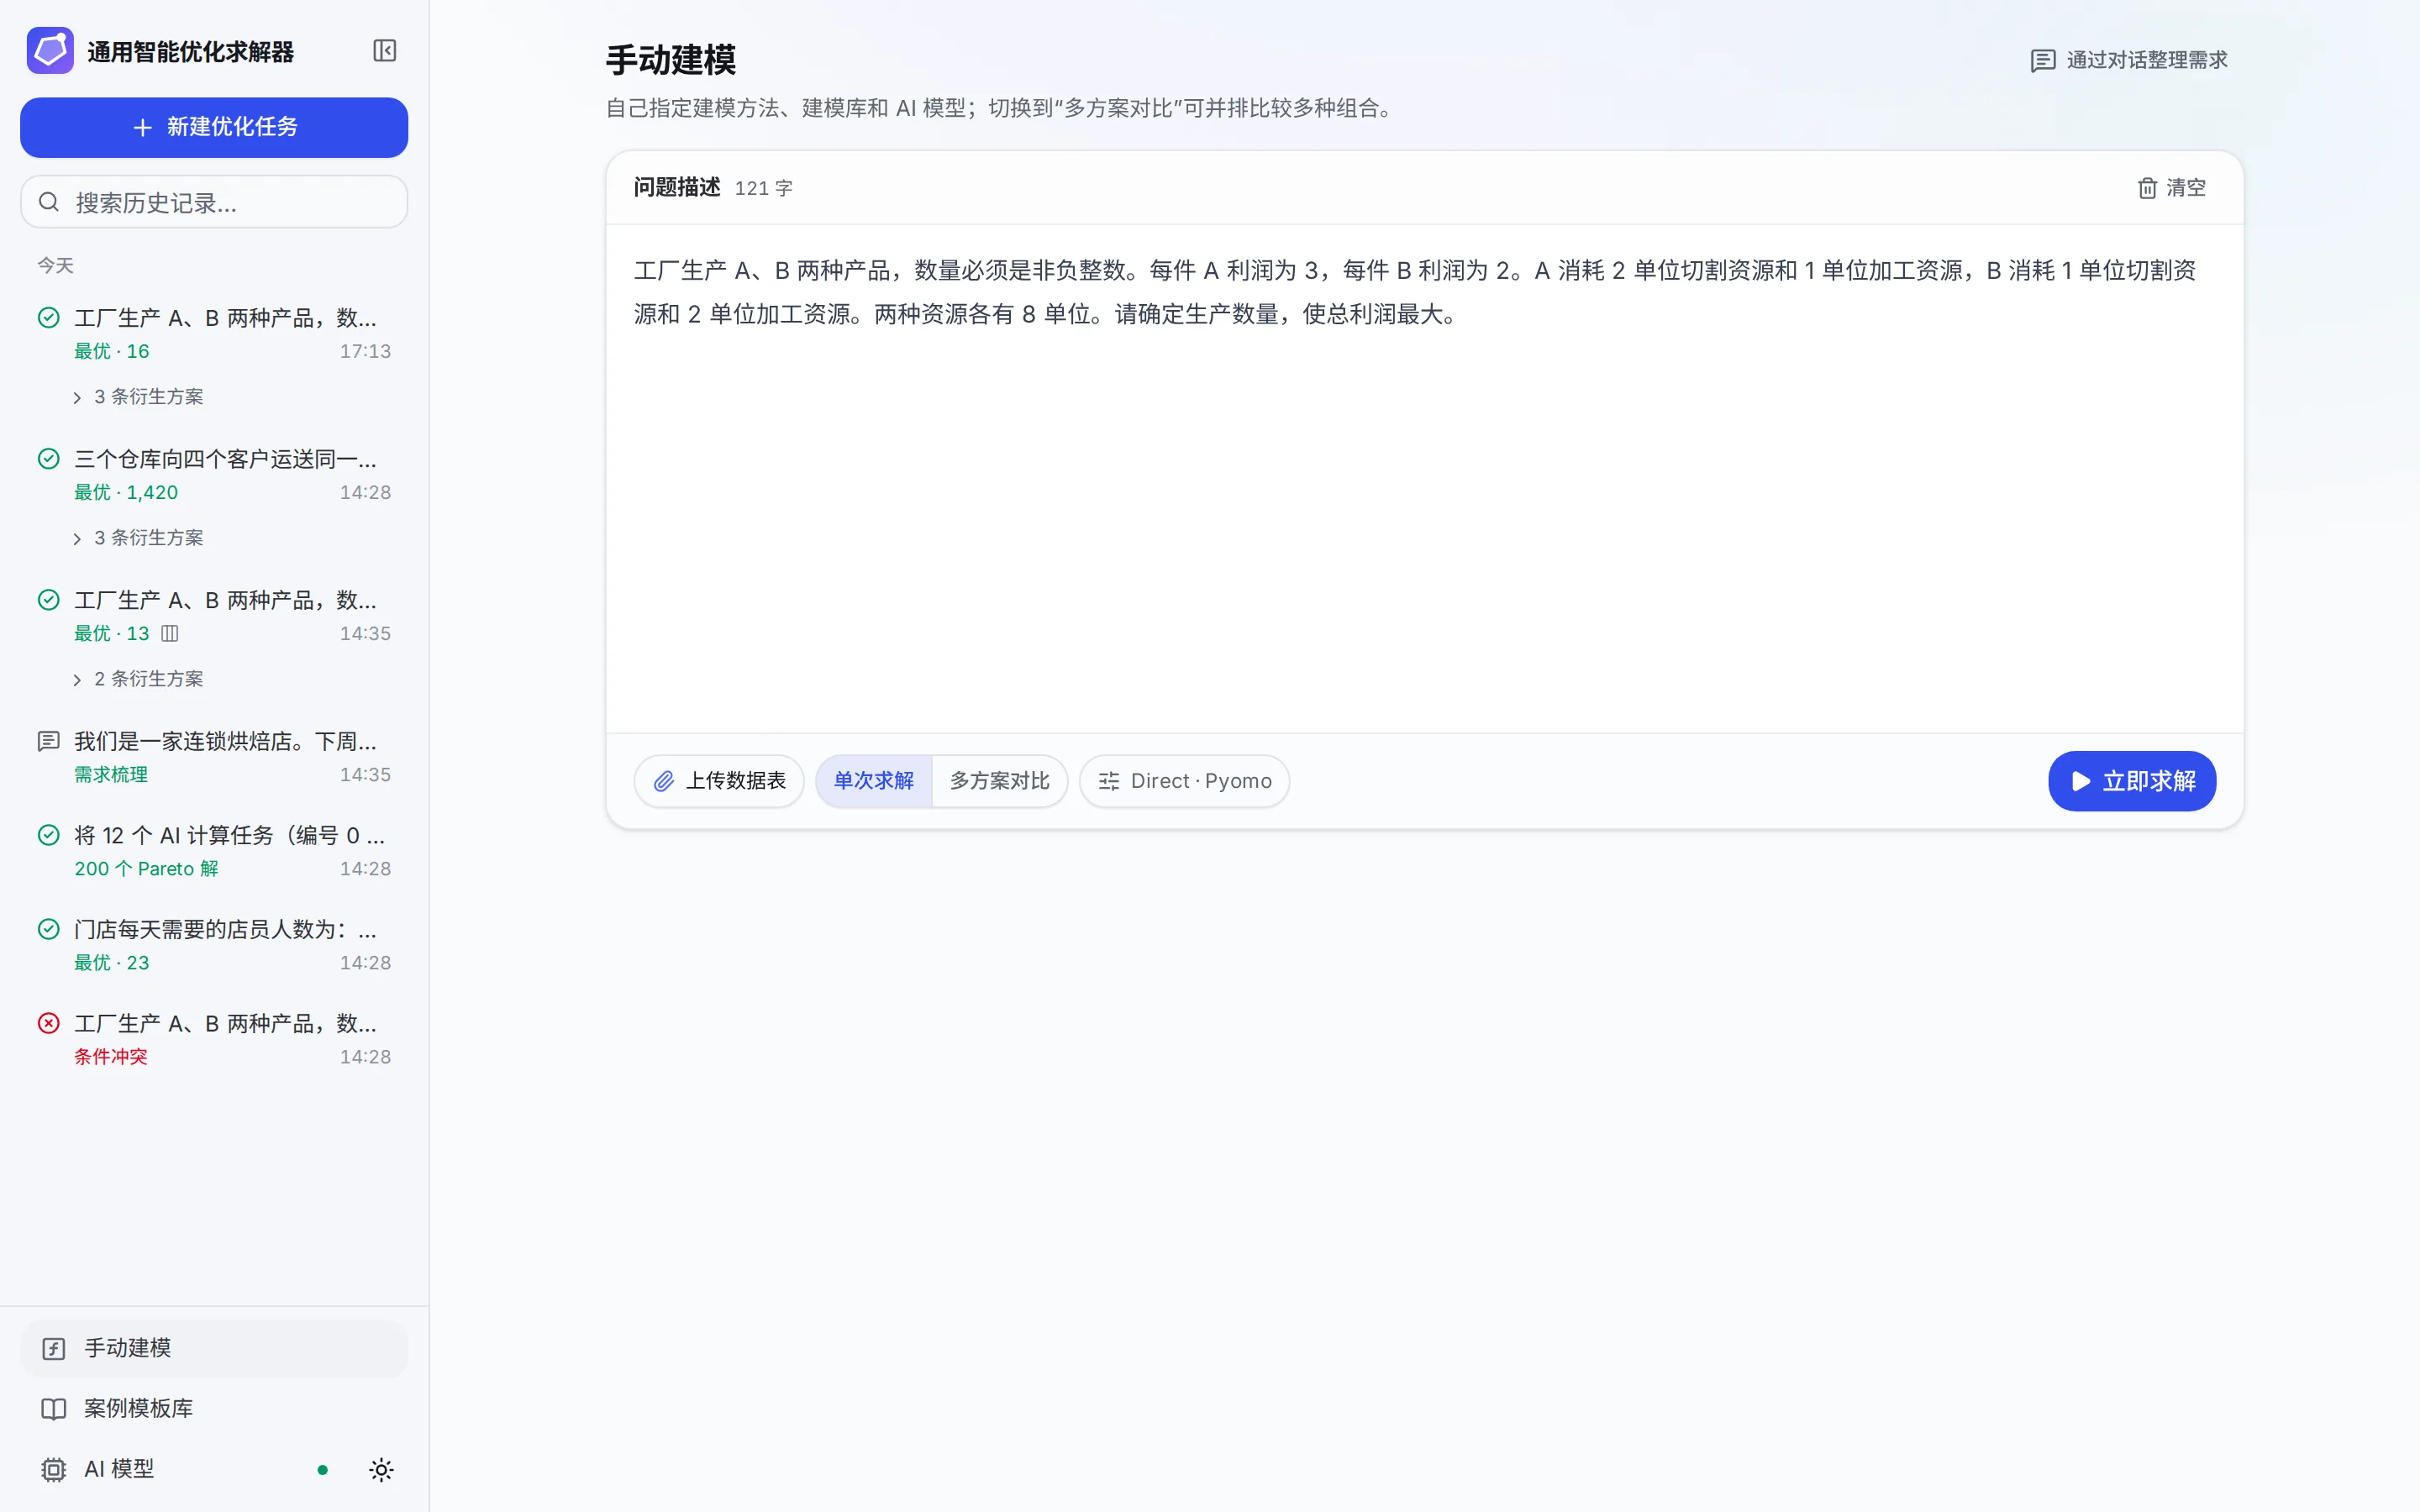 通用智能优化求解器
新建优化任务
搜索历史记录...
今天
工厂生产 A、B 两种产品，数...
最优 · 16 17:13
3 条衍生方案
三个仓库向四个客户运送同一...
最优 · 1,420 14:28
3 条衍生方案
工厂生产 A、B 两种产品，数...
最优 · 13 14:35
2 条衍生方案
我们是一家连锁烘焙店。下周...
需求梳理 14:35
将 12 个 AI 计算任务（编号 0 ...
200 个 Pareto 解 14:28
门店每天需要的店员人数为：...
最优 · 23 14:28
工厂生产 A、B 两种产品，数...
条件冲突 14:28
手动建模
案例模板库
AI 模型
手动建模
通过对话整理需求
自己指定建模方法、建模库和 AI 模型；切换到“多方案对比”可并排比较多种组合。
问题描述 121 字
清空
工厂生产 A、B 两种产品，数量必须是非负整数。每件 A 利润为 3，每件 B 利润为 2。A 消耗 2 单位切割资源和 1 单位加工资源，B 消耗 1 单位切割资
源和 2 单位加工资源。两种资源各有 8 单位。请确定生产数量，使总利润最大。
上传数据表 单次求解 多方案对比 Direct · Pyomo
立即求解